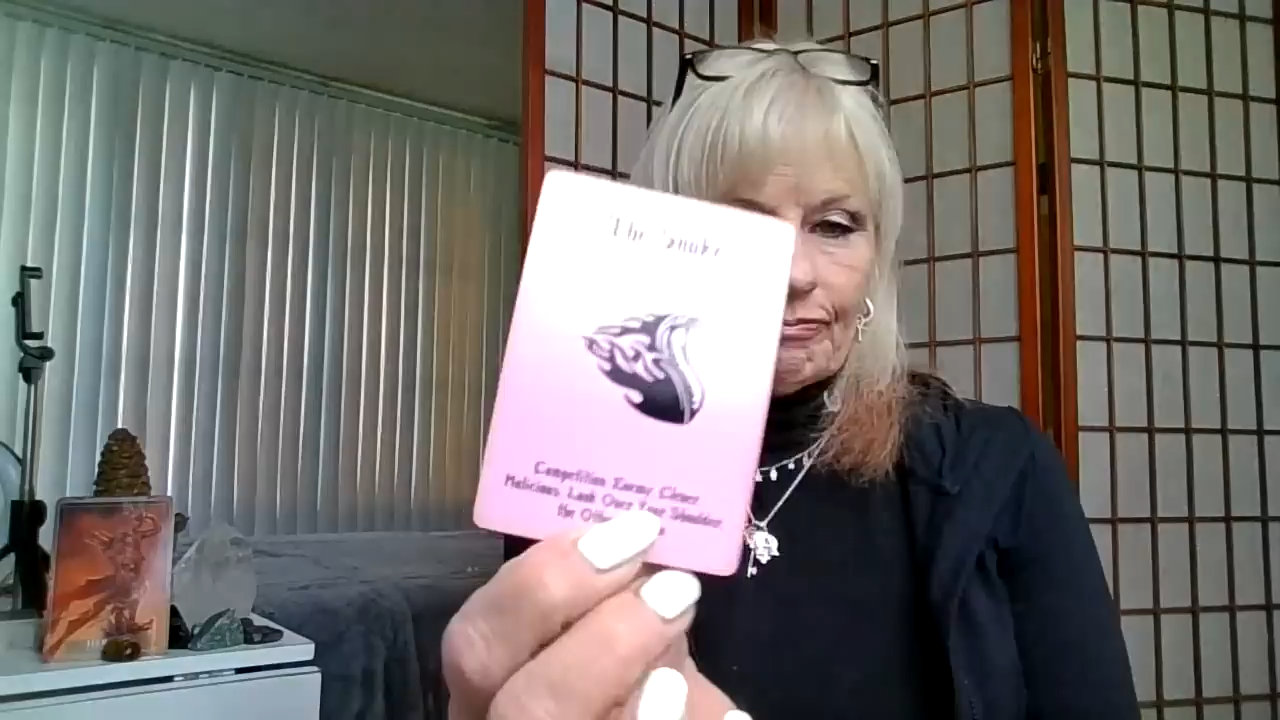 The Snake
Competition Enemy Clever
Malicious Look Over Your Shoulder
the Other